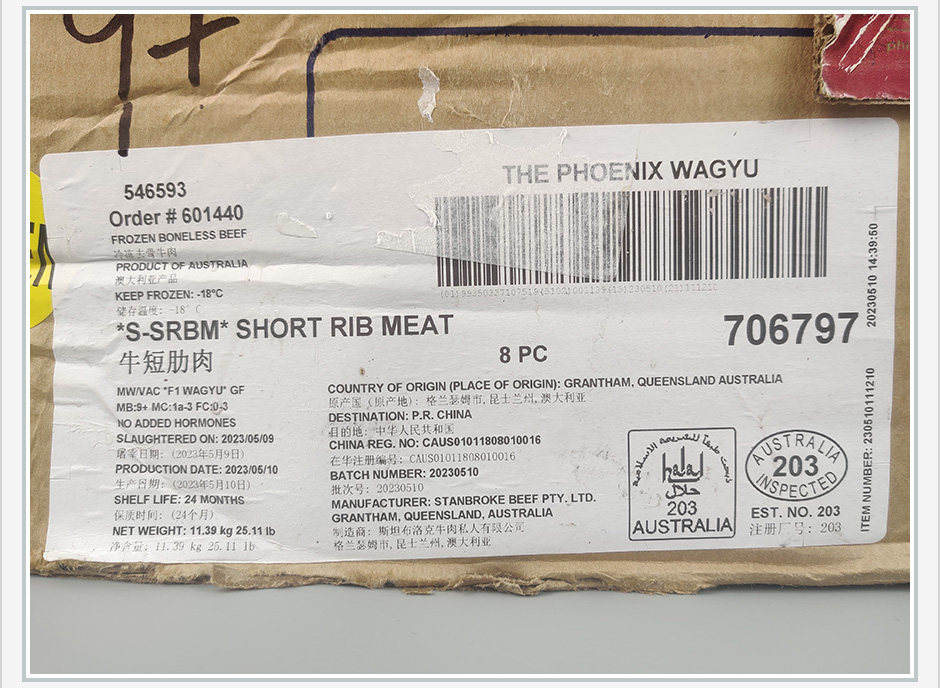 9+
THE PHOENIX WAGYU
546593
Order # 601440
FROZEN BONELESS BEEF
冷冻去骨牛肉
PRODUCT OF AUSTRALIA
澳大利亚产品
KEEP FROZEN: -18°C
储存温度: -18°C
*S-SRBM* SHORT RIB MEAT
牛短肋肉
8 PC
706797
20230510 14:39:50
MW/VAC "F1 WAGYU" GF
MB:9+ MC:1a-3 FC:0-3
NO ADDED HORMONES
SLAUGHTERED ON: 2023/05/09
屠宰日期: (2023年5月9日)
PRODUCTION DATE: 2023/05/10
生产日期: (2023年5月10日)
SHELF LIFE: 24 MONTHS
保质时间: (24个月)
NET WEIGHT: 11.39 kg 25.11 lb
净含量: 11.39 kg 25.11 lb
COUNTRY OF ORIGIN (PLACE OF ORIGIN): GRANTHAM, QUEENSLAND AUSTRALIA
原产国 (原产地): 格兰瑟姆市,昆士兰州,澳大利亚
DESTINATION: P.R. CHINA
目的地: 中华人民共和国
CHINA REG. NO: CAUS01011808010016
在华注册编号: CAUS01011808010016
BATCH NUMBER: 20230510
批次号: 20230510
MANUFACTURER: STANBROKE BEEF PTY. LTD.
GRANTHAM, QUEENSLAND, AUSTRALIA
制造商: 斯坦布洛克牛肉私人有限公司
格兰瑟姆市,昆士兰州,澳大利亚
ذبحت طبقاً للشريعة الإسلامية
halal
حلال
203
AUSTRALIA
AUSTRALIA
203
INSPECTED
EST. NO. 203
注册厂号: 203
ITEM NUMBER: 230510111210